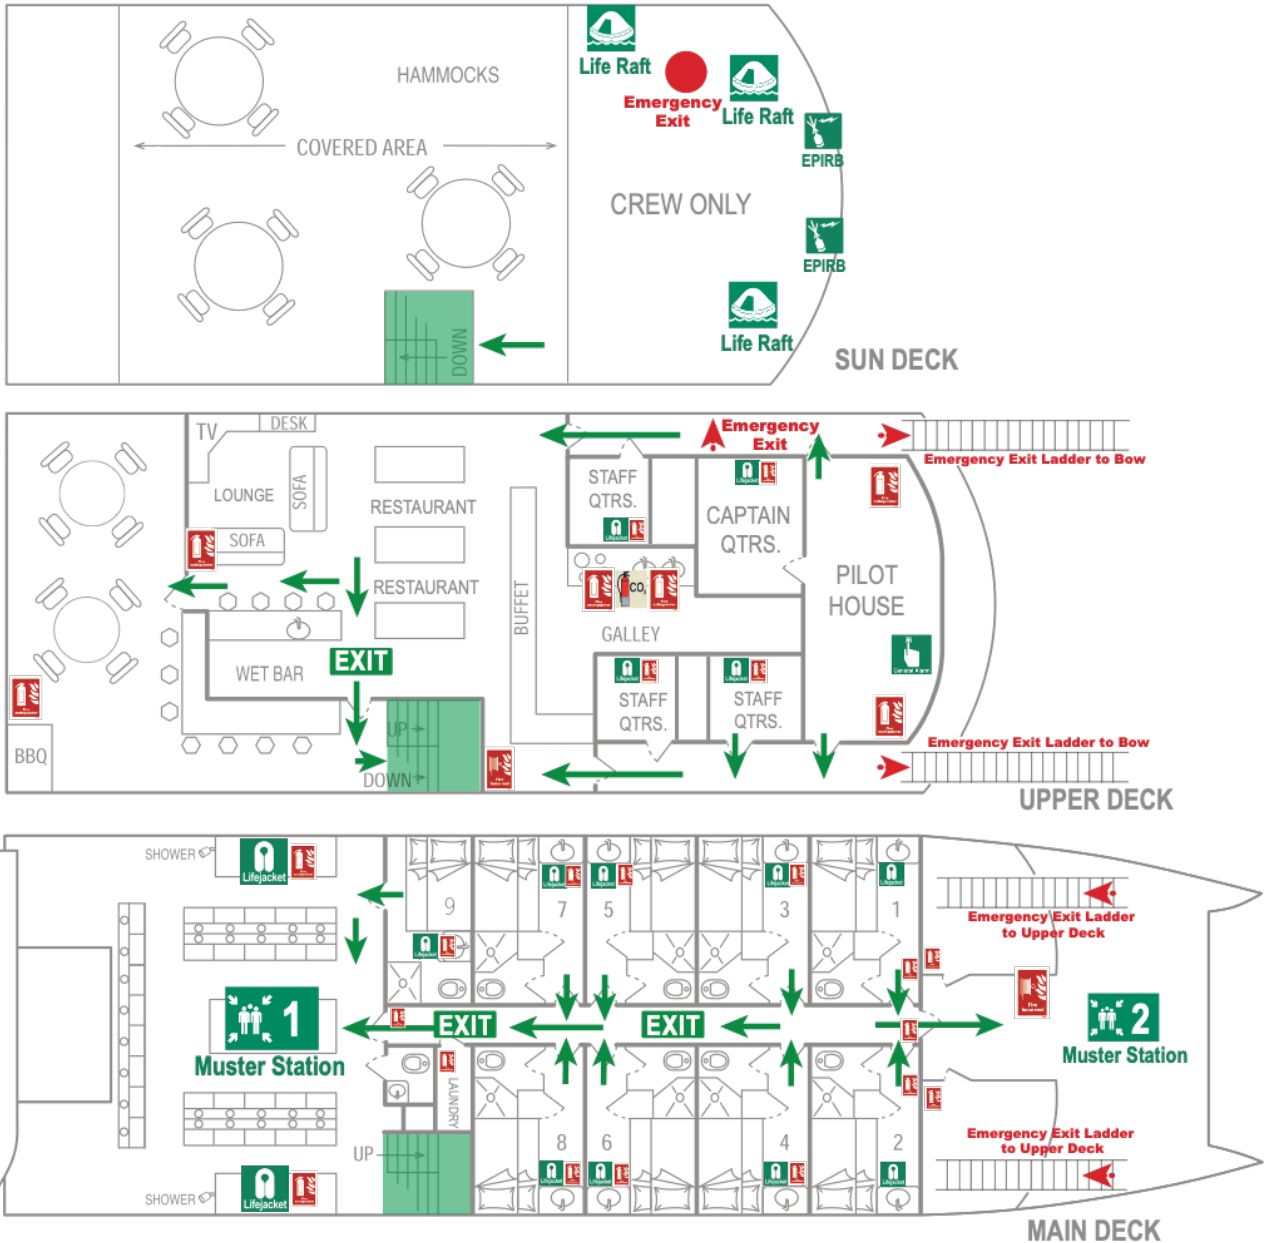 HAMMOCKS
COVERED AREA
Life Raft
Emergency
Exit
Life Raft
EPIRB
CREW ONLY
EPIRB
Life Raft
DOWN
SUN DECK
TV
DESK
LOUNGE
SOFA
SOFA
RESTAURANT
RESTAURANT
BUFFET
WET BAR
EXIT
UP
DOWN
BBQ
STAFF
QTRS.
Emergency
Exit
CAPTAIN
QTRS.
CO2
GALLEY
PILOT
HOUSE
General Alarm
STAFF
QTRS.
STAFF
QTRS.
Emergency Exit Ladder to Bow
Emergency Exit Ladder to Bow
UPPER DECK
SHOWER
Lifejacket
9
7
5
3
1
Emergency Exit Ladder
to Upper Deck
1
Muster Station
EXIT
EXIT
2
Muster Station
LAUNDRY
UP
8
6
4
2
Emergency Exit Ladder
to Upper Deck
SHOWER
Lifejacket
MAIN DECK